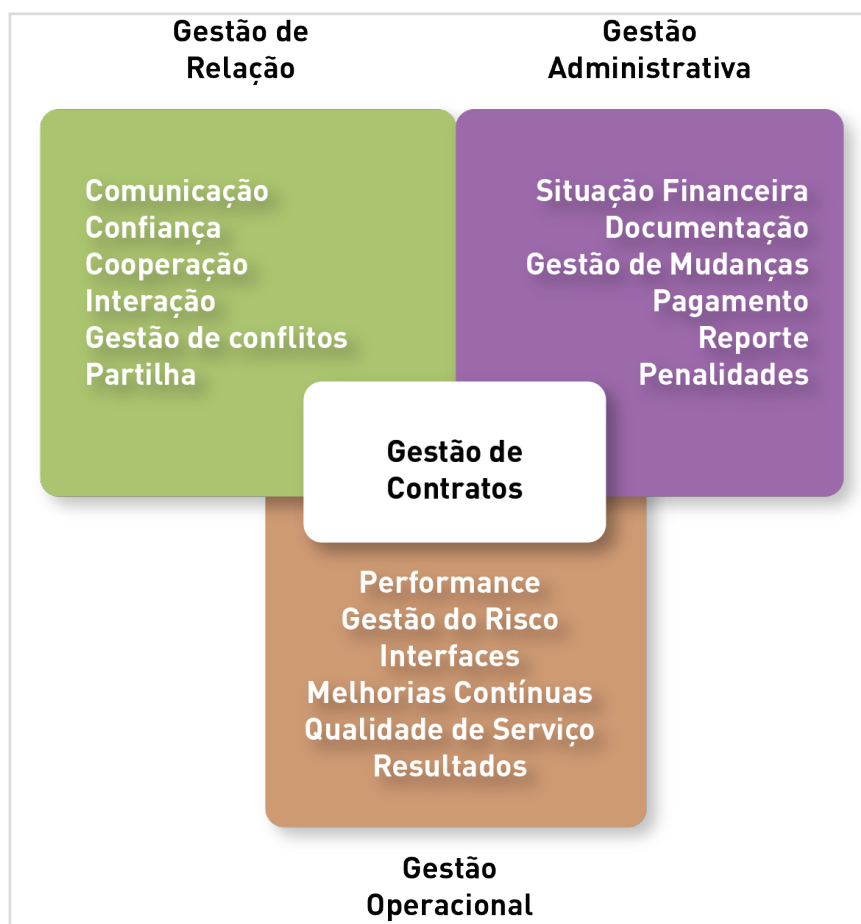 Gestão de
Relação
Gestão
Administrativa
Comunicação
Confiança
Cooperação
Interação
Gestão de conflitos
Partilha
Situação Financeira
Documentação
Gestão de Mudanças
Pagamento
Reporte
Penalidades
Gestão de
Contratos
Performance
Gestão do Risco
Interfaces
Melhorias Contínuas
Qualidade de Serviço
Resultados
Gestão
Operacional